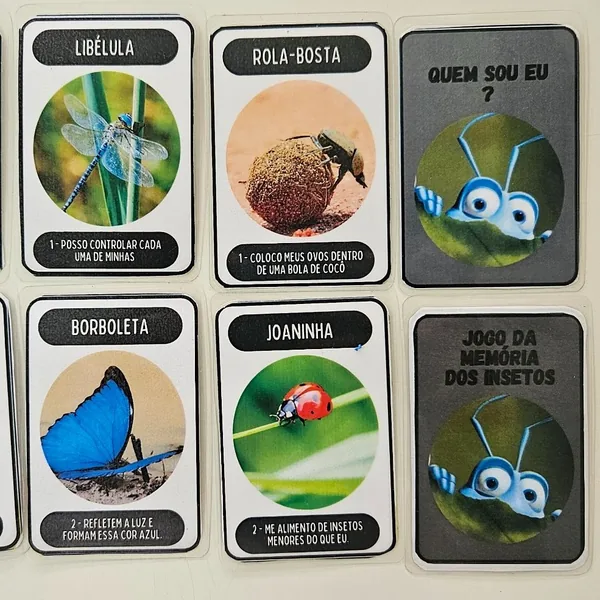 LIBÉLULA
1 - POSSO CONTROLAR CADA
UMA DE MINHAS
ROLA-BOSTA
1 - COLOCO MEUS OVOS DENTRO
DE UMA BOLA DE COCÔ
QUEM SOU EU
?
BORBOLETA
2 - REFLETEM A LUZ E
FORMAM ESSA COR AZUL.
JOANINHA
2 - ME ALIMENTO DE INSETOS
MENORES DO QUE EU.
JOGO DA
MEMÓRIA
DOS INSETOS